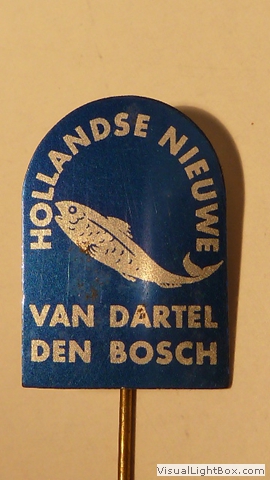 HOLLANDSE NIEUWE
VAN DARTEL
DEN BOSCH
VisualLightBox.com